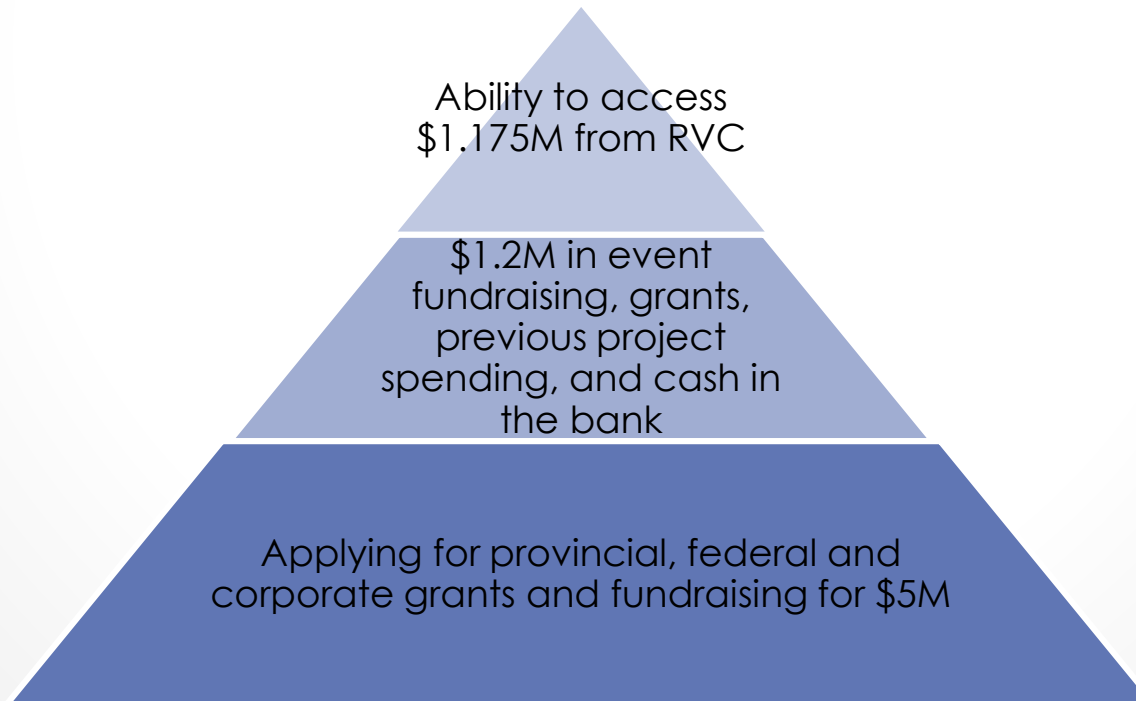 Ability to access
$1.175M from RVC
$1.2M in event
fundraising, grants,
previous project
spending, and cash in
the bank
Applying for provincial, federal and
corporate grants and fundraising for $5M